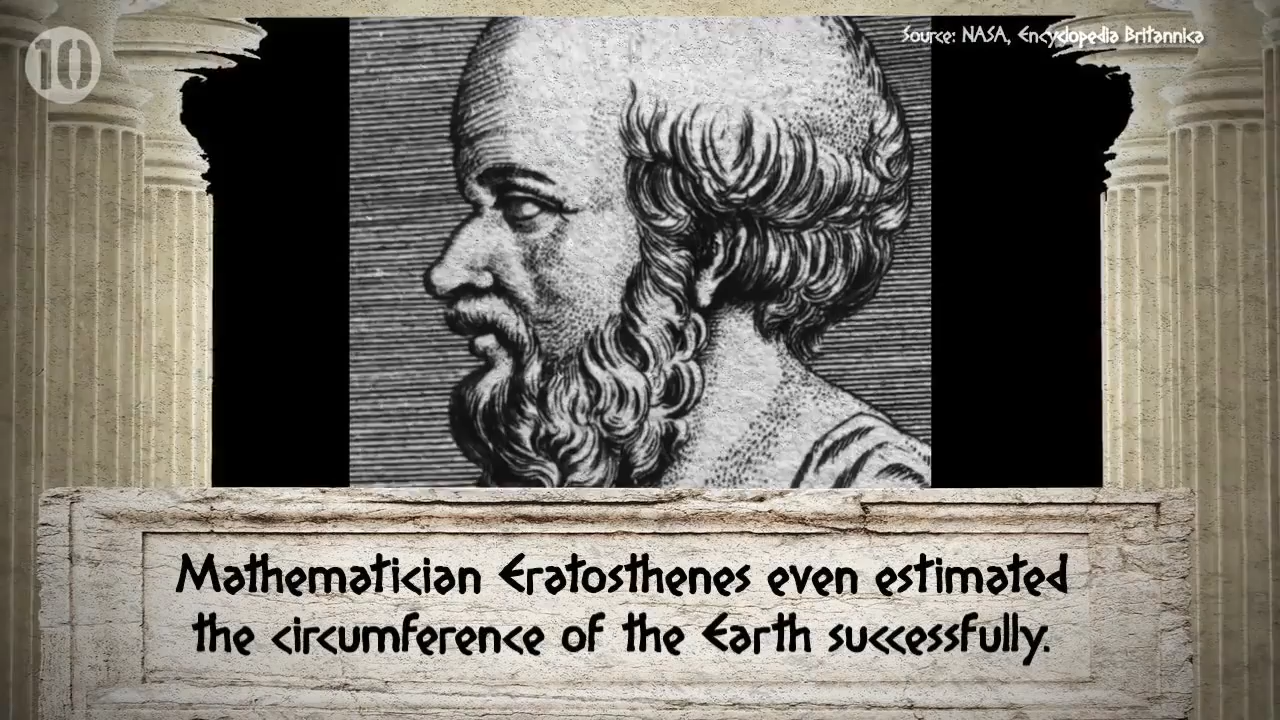 10
Source: NASA, Encyclopedia Britannica
Mathematician Eratosthenes even estimated
the circumference of the Earth successfully.